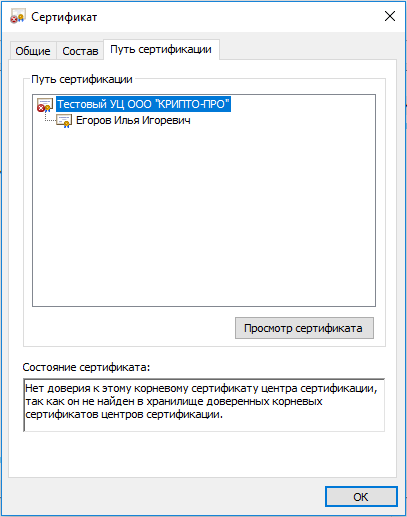 Сертификат
Общие Состав Путь сертификации
Путь сертификации
Тестовый УЦ ООО "КРИПТО-ПРО"
Егоров Илья Игоревич
Просмотр сертификата
Состояние сертификата:
Нет доверия к этому корневому сертификату центра сертификации,
так как он не найден в хранилище доверенных корневых
сертификатов центров сертификации.
ОК